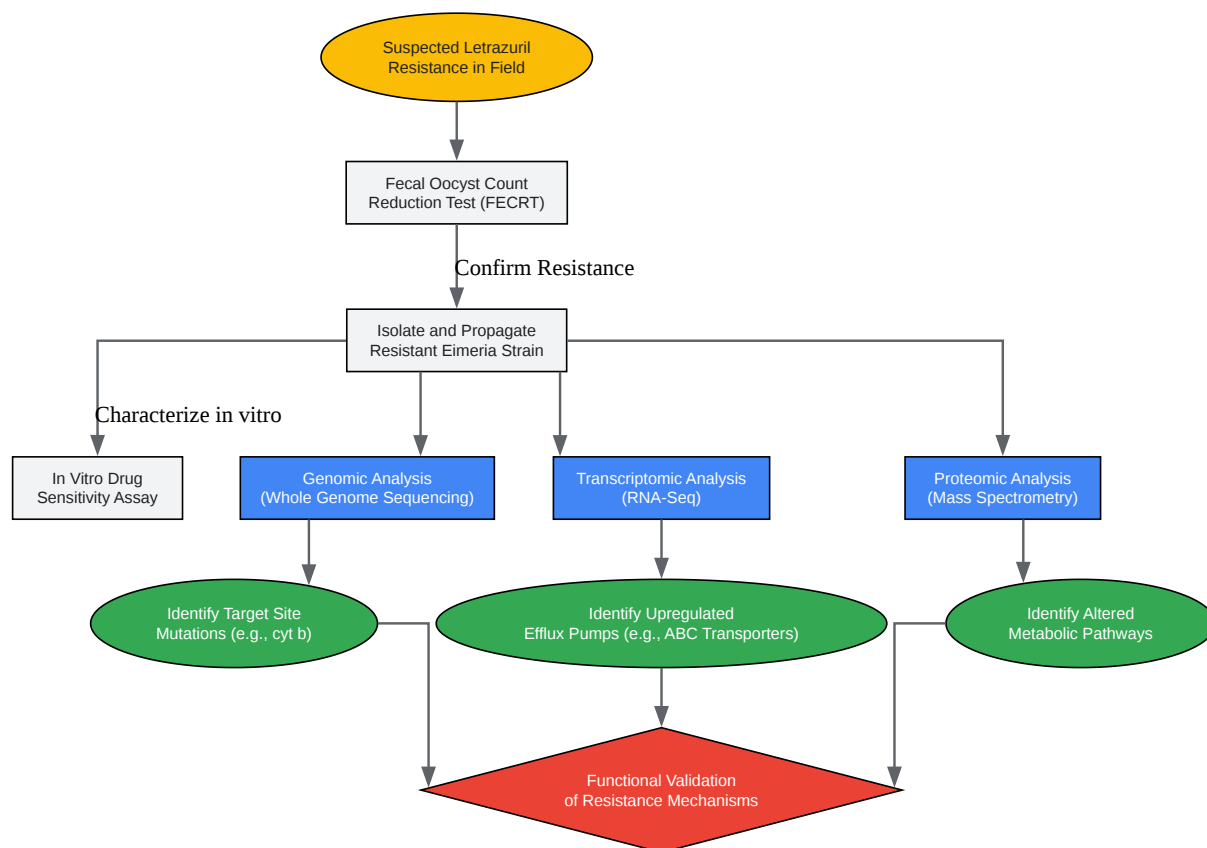 Suspected Letrazuril
Resistance in Field
Fecal Oocyst Count
Reduction Test (FECRT)
Confirm Resistance
Isolate and Propagate
Resistant Eimeria Strain
Characterize in vitro
In Vitro Drug
Sensitivity Assay
Genomic Analysis
(Whole Genome Sequencing)
Transcriptomic Analysis
(RNA-Seq)
Proteomic Analysis
(Mass Spectrometry)
Identify Target Site
Mutations (e.g., cyt b)
Identify Upregulated
Efflux Pumps (e.g., ABC Transporters)
Identify Altered
Metabolic Pathways
Functional Validation
of Resistance Mechanisms